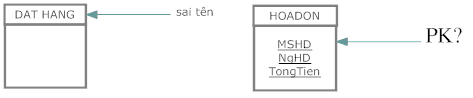 DAT HANG
sai tên
HOADON
MSHD
NgHD
TongTien
PK?